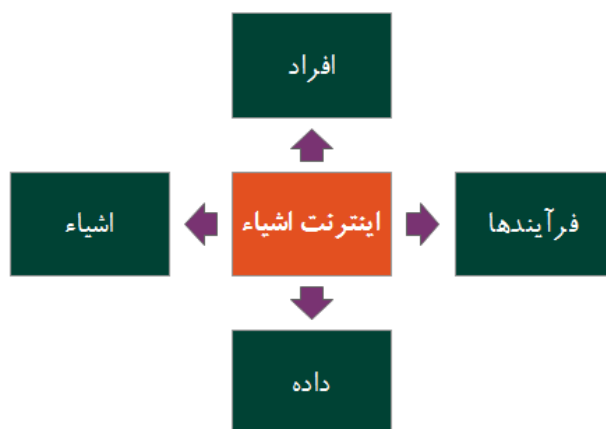 افراد
فرآیندها
اینترنت اشیاء
اشیاء
داده